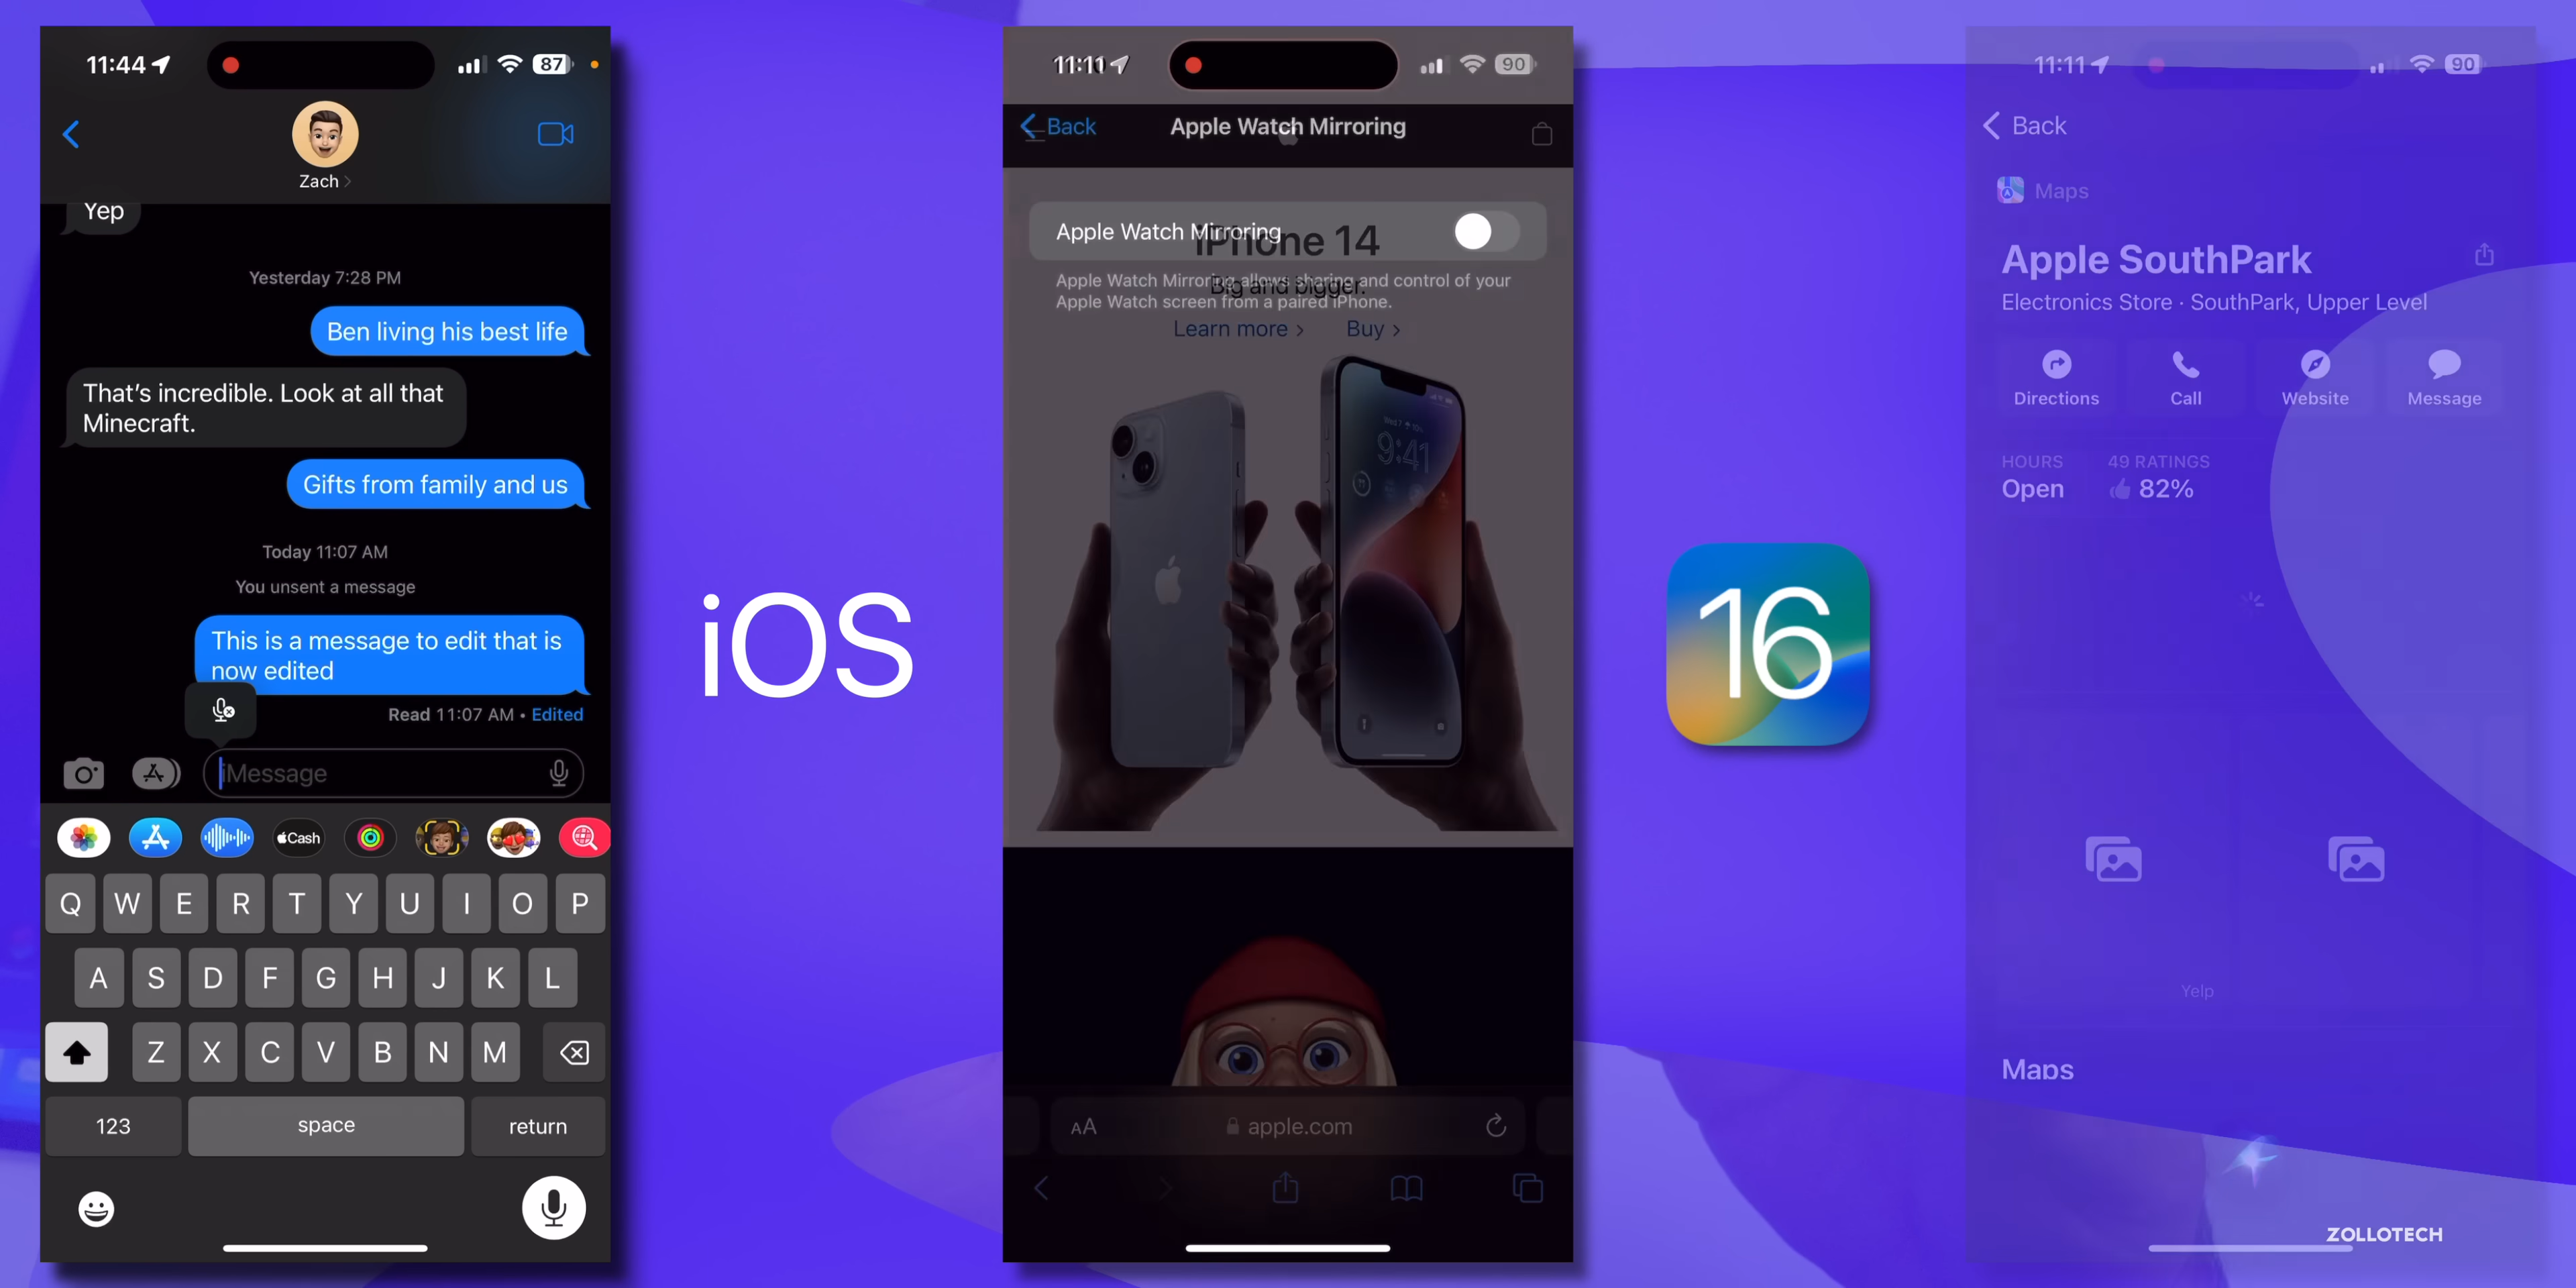 11:44
87
Zach
Yep
Yesterday 7:28 PM
Ben living his best life
That's incredible. Look at all that
Minecraft.
Gifts from family and us
Today 11:07 AM
You unsent a message
This is a message to edit that is
now edited
Read 11:07 AM • Edited
iMessage
Cash
Q W E R T Y U I O P
A S D F G H J K L
Z X C V B N M
123 space return
iOS
11:11
90
Back
Apple Watch Mirroring
Apple Watch Mirroring
iPhone 14
Apple Watch Mirroring allows sharing and control of your
Apple Watch screen from a paired iPhone.
Big and bigger.
Learn more > Buy >
9:41
AA apple.com
16
11:11
90
Back
Maps
Apple SouthPark
Electronics Store · SouthPark, Upper Level
Directions Call Website Message
HOURS 49 RATINGS
Open 82%
Yelp
Maps
ZOLLOTECH